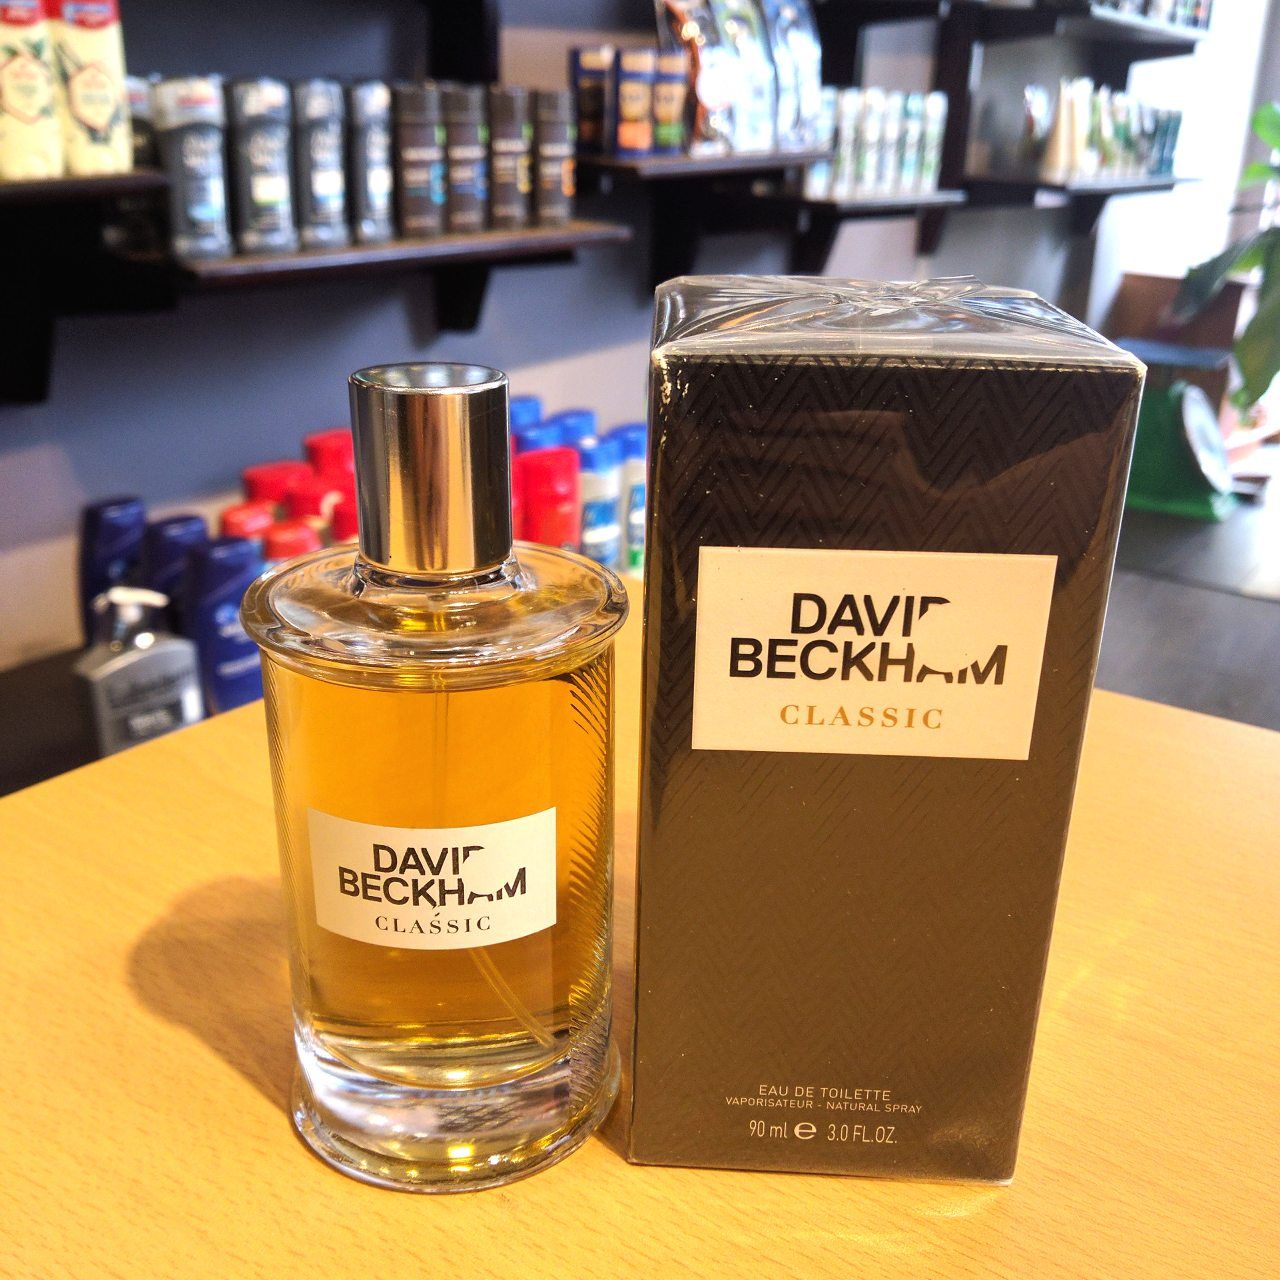 DAVID
BECKHAM
CLASSIC
DAVID
BECKHAM
CLASSIC
EAU DE TOILETTE
VAPORISATEUR - NATURAL SPRAY
90 ml ℮ 3.0 FL.OZ.